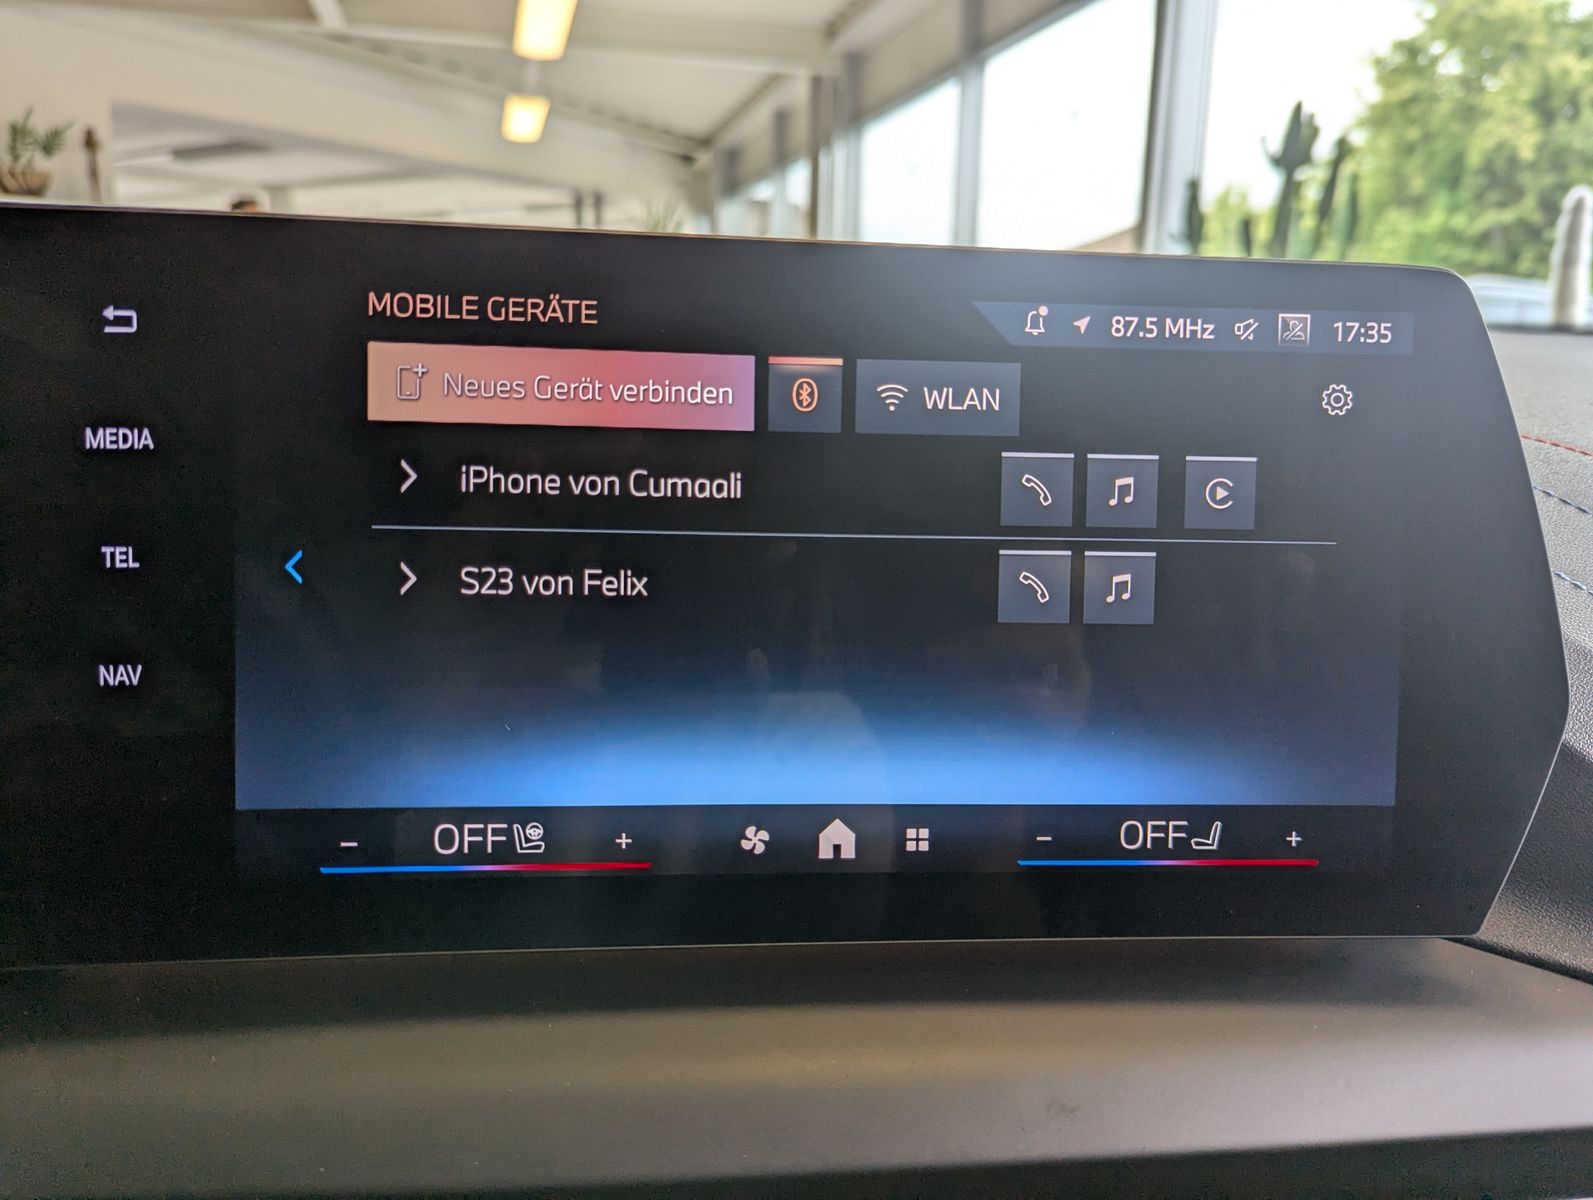 MOBILE GERÄTE
87.5 MHz 17:35
Neues Gerät verbinden WLAN
MEDIA
iPhone von Cumaali
TEL
S23 von Felix
NAV
− OFF + − OFF +